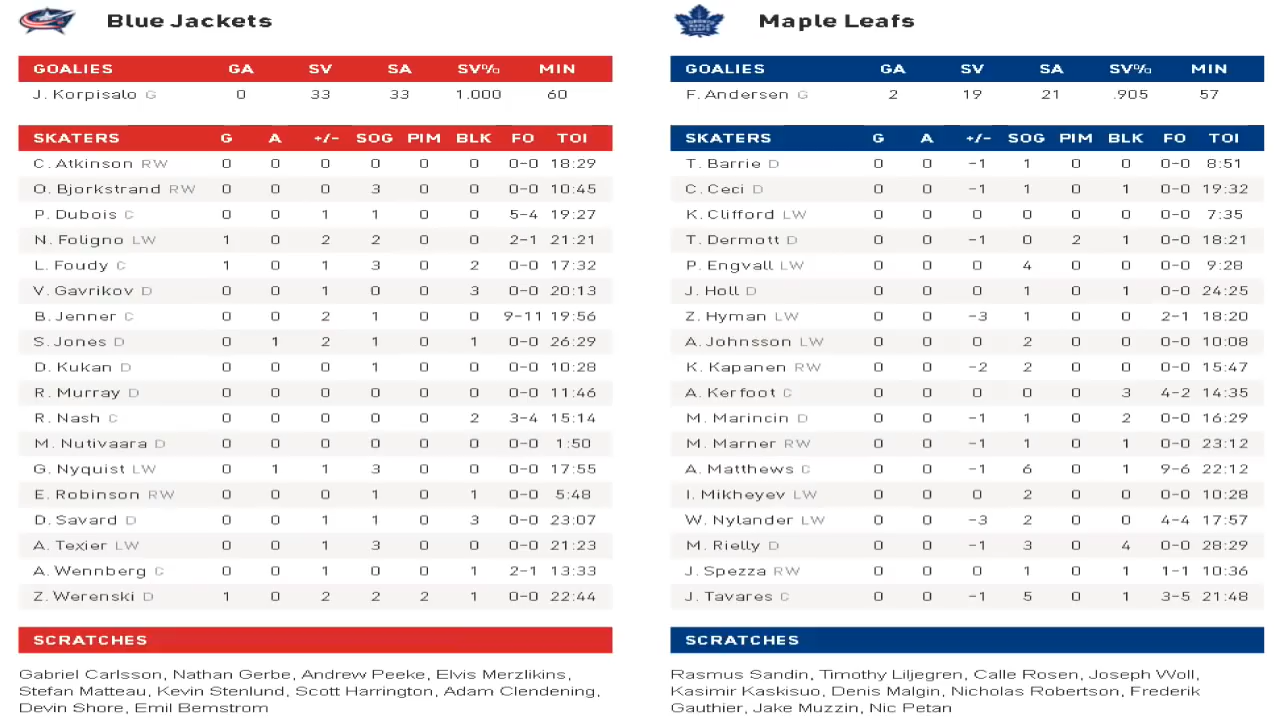 Blue Jackets
GOALIES GA SV SA SV% MIN
J. Korpisalo G 0 33 33 1.000 60
SKATERS G A +/- SOG PIM BLK FO TOI
C. Atkinson RW 0 0 0 0 0 0 0-0 18:29
O. Bjorkstrand RW 0 0 0 3 0 0 0-0 10:45
P. Dubois C 0 0 1 1 0 0 5-4 19:27
N. Foligno LW 1 0 2 2 0 0 2-1 21:21
L. Foudy C 1 0 1 3 0 2 0-0 17:32
V. Gavrikov D 0 0 1 0 0 3 0-0 20:13
B. Jenner C 0 0 2 1 0 0 9-11 19:56
S. Jones D 0 1 2 1 0 1 0-0 26:29
D. Kukan D 0 0 0 1 0 0 0-0 10:28
R. Murray D 0 0 0 0 0 0 0-0 11:46
R. Nash C 0 0 0 0 0 2 3-4 15:14
M. Nutivaara D 0 0 0 0 0 0 0-0 1:50
G. Nyquist LW 0 1 1 3 0 0 0-0 17:55
E. Robinson RW 0 0 0 1 0 1 0-0 5:48
D. Savard D 0 0 1 1 0 3 0-0 23:07
A. Texier LW 0 0 1 3 0 0 0-0 21:23
A. Wennberg C 0 0 1 0 0 1 2-1 13:33
Z. Werenski D 1 0 2 2 2 1 0-0 22:44
SCRATCHES
Gabriel Carlsson, Nathan Gerbe, Andrew Peeke, Elvis Merzlikins,
Stefan Matteau, Kevin Stenlund, Scott Harrington, Adam Clendening,
Devin Shore, Emil Bemstrom
TORONTO
MAPLE
LEAFS
Maple Leafs
GOALIES GA SV SA SV% MIN
F. Andersen G 2 19 21 .905 57
SKATERS G A +/- SOG PIM BLK FO TOI
T. Barrie D 0 0 -1 1 0 0 0-0 8:51
C. Ceci D 0 0 -1 1 0 1 0-0 19:32
K. Clifford LW 0 0 0 0 0 0 0-0 7:35
T. Dermott D 0 0 -1 0 2 1 0-0 18:21
P. Engvall LW 0 0 0 4 0 0 0-0 9:28
J. Holl D 0 0 0 1 0 1 0-0 24:25
Z. Hyman LW 0 0 -3 1 0 0 2-1 18:20
A. Johnsson LW 0 0 0 2 0 0 0-0 10:08
K. Kapanen RW 0 0 -2 2 0 0 0-0 15:47
A. Kerfoot C 0 0 0 0 0 3 4-2 14:35
M. Marincin D 0 0 -1 1 0 2 0-0 16:29
M. Marner RW 0 0 -1 1 0 1 0-0 23:12
A. Matthews C 0 0 -1 6 0 1 9-6 22:12
I. Mikheyev LW 0 0 0 2 0 0 0-0 10:28
W. Nylander LW 0 0 -3 2 0 0 4-4 17:57
M. Rielly D 0 0 -1 3 0 4 0-0 28:29
J. Spezza RW 0 0 0 1 0 1 1-1 10:36
J. Tavares C 0 0 -1 5 0 1 3-5 21:48
SCRATCHES
Rasmus Sandin, Timothy Liljegren, Calle Rosen, Joseph Woll,
Kasimir Kaskisuo, Denis Malgin, Nicholas Robertson, Frederik
Gauthier, Jake Muzzin, Nic Petan